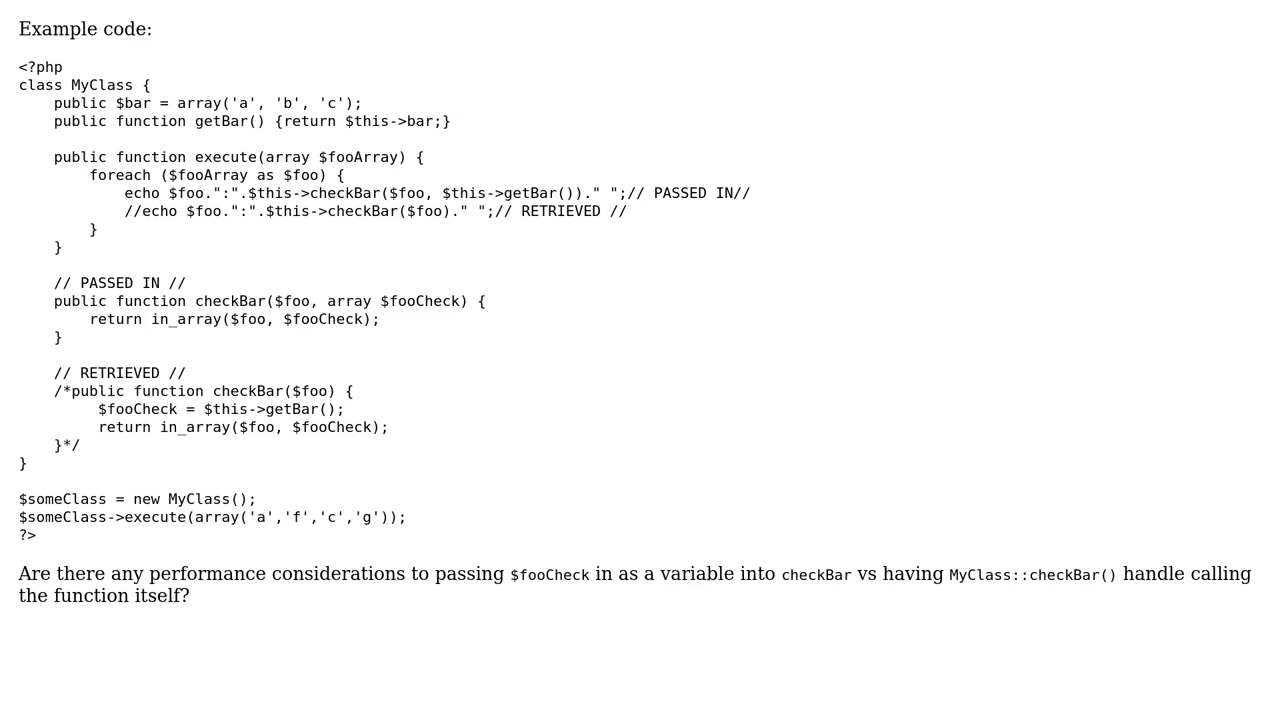 Example code:
<?php
class MyClass {
    public $bar = array('a', 'b', 'c');
    public function getBar() {return $this->bar;}
    public function execute(array $fooArray) {
        foreach ($fooArray as $foo) {
            echo $foo.":".$this->checkBar($foo, $this->getBar())." ";// PASSED IN//
            //echo $foo.":".$this->checkBar($foo)." ";// RETRIEVED //
        }
    }
    // PASSED IN //
    public function checkBar($foo, array $fooCheck) {
        return in_array($foo, $fooCheck);
    }
    // RETRIEVED //
    /*public function checkBar($foo) {
         $fooCheck = $this->getBar();
         return in_array($foo, $fooCheck);
    }*/
}
$someClass = new MyClass();
$someClass->execute(array('a','f','c','g'));
?>
Are there any performance considerations to passing $fooCheck in as a variable into checkBar vs having MyClass::checkBar() handle calling
the function itself?